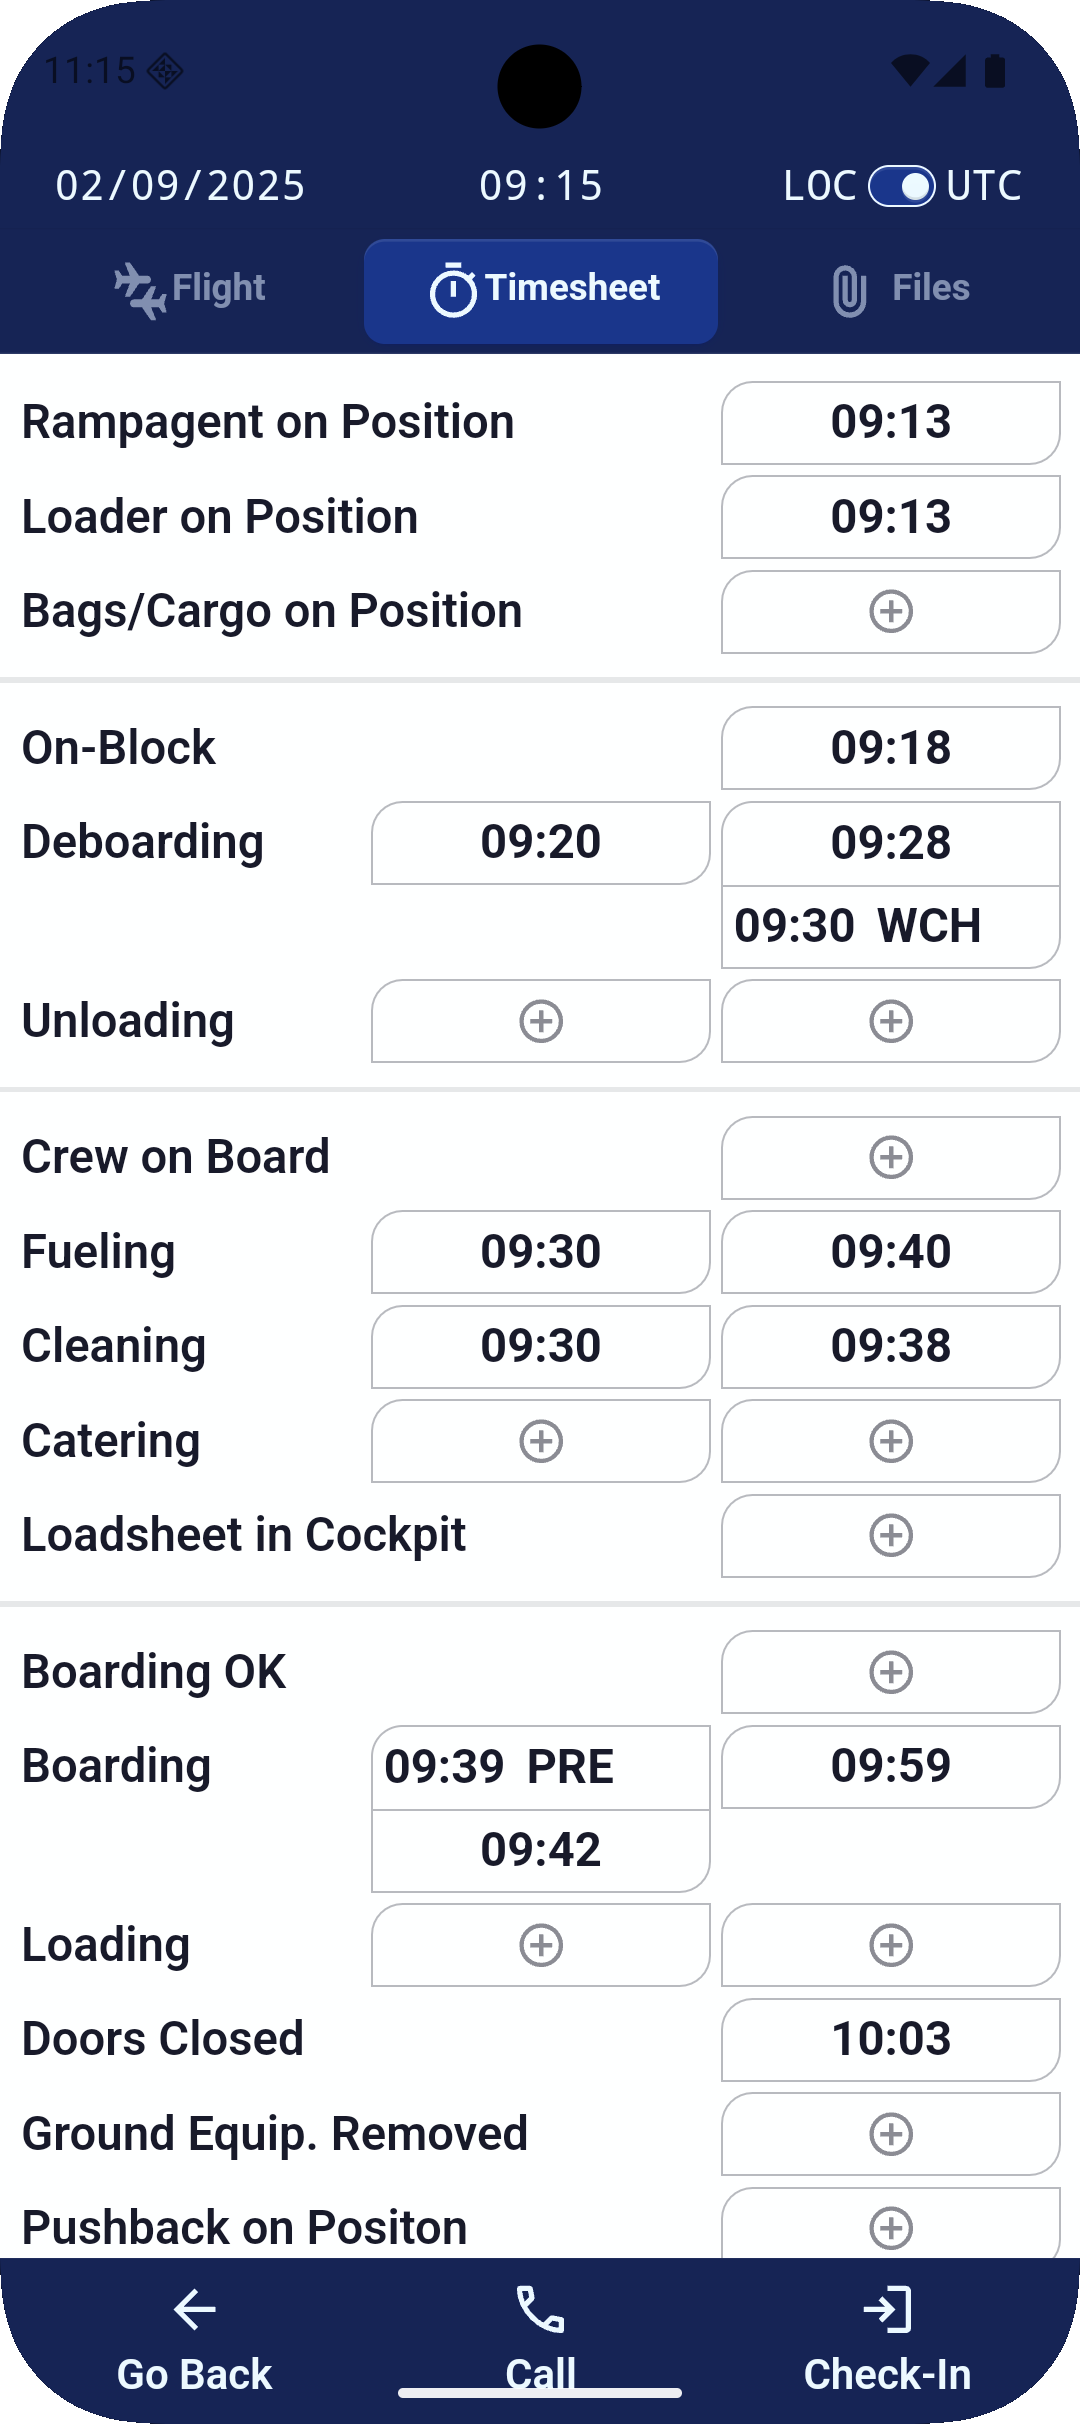 11:15
02/09/2025 09:15 LOC UTC
Flight Timesheet Files
Rampagent on Position 09:13
Loader on Position 09:13
Bags/Cargo on Position
On-Block 09:18
Deboarding 09:20 09:28
09:30 WCH
Unloading
Crew on Board
Fueling 09:30 09:40
Cleaning 09:30 09:38
Catering
Loadsheet in Cockpit
Boarding OK
Boarding 09:39 PRE 09:59
09:42
Loading
Doors Closed 10:03
Ground Equip. Removed
Pushback on Positon
Go Back Call Check-In